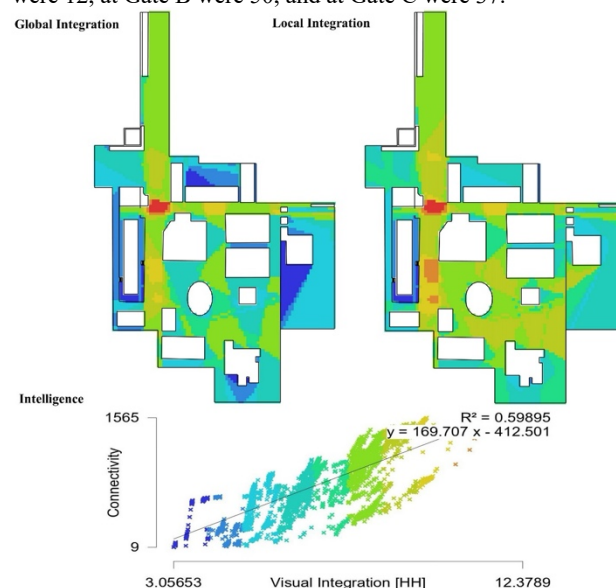 were 12, at Gate B were 50, and at Gate C were 37.
Global Integration Local Integration
Intelligence
1565
R² = 0.59895
y = 169.707 x - 412.501
Connectivity
9
3.05653 Visual Integration [HH] 12.3789